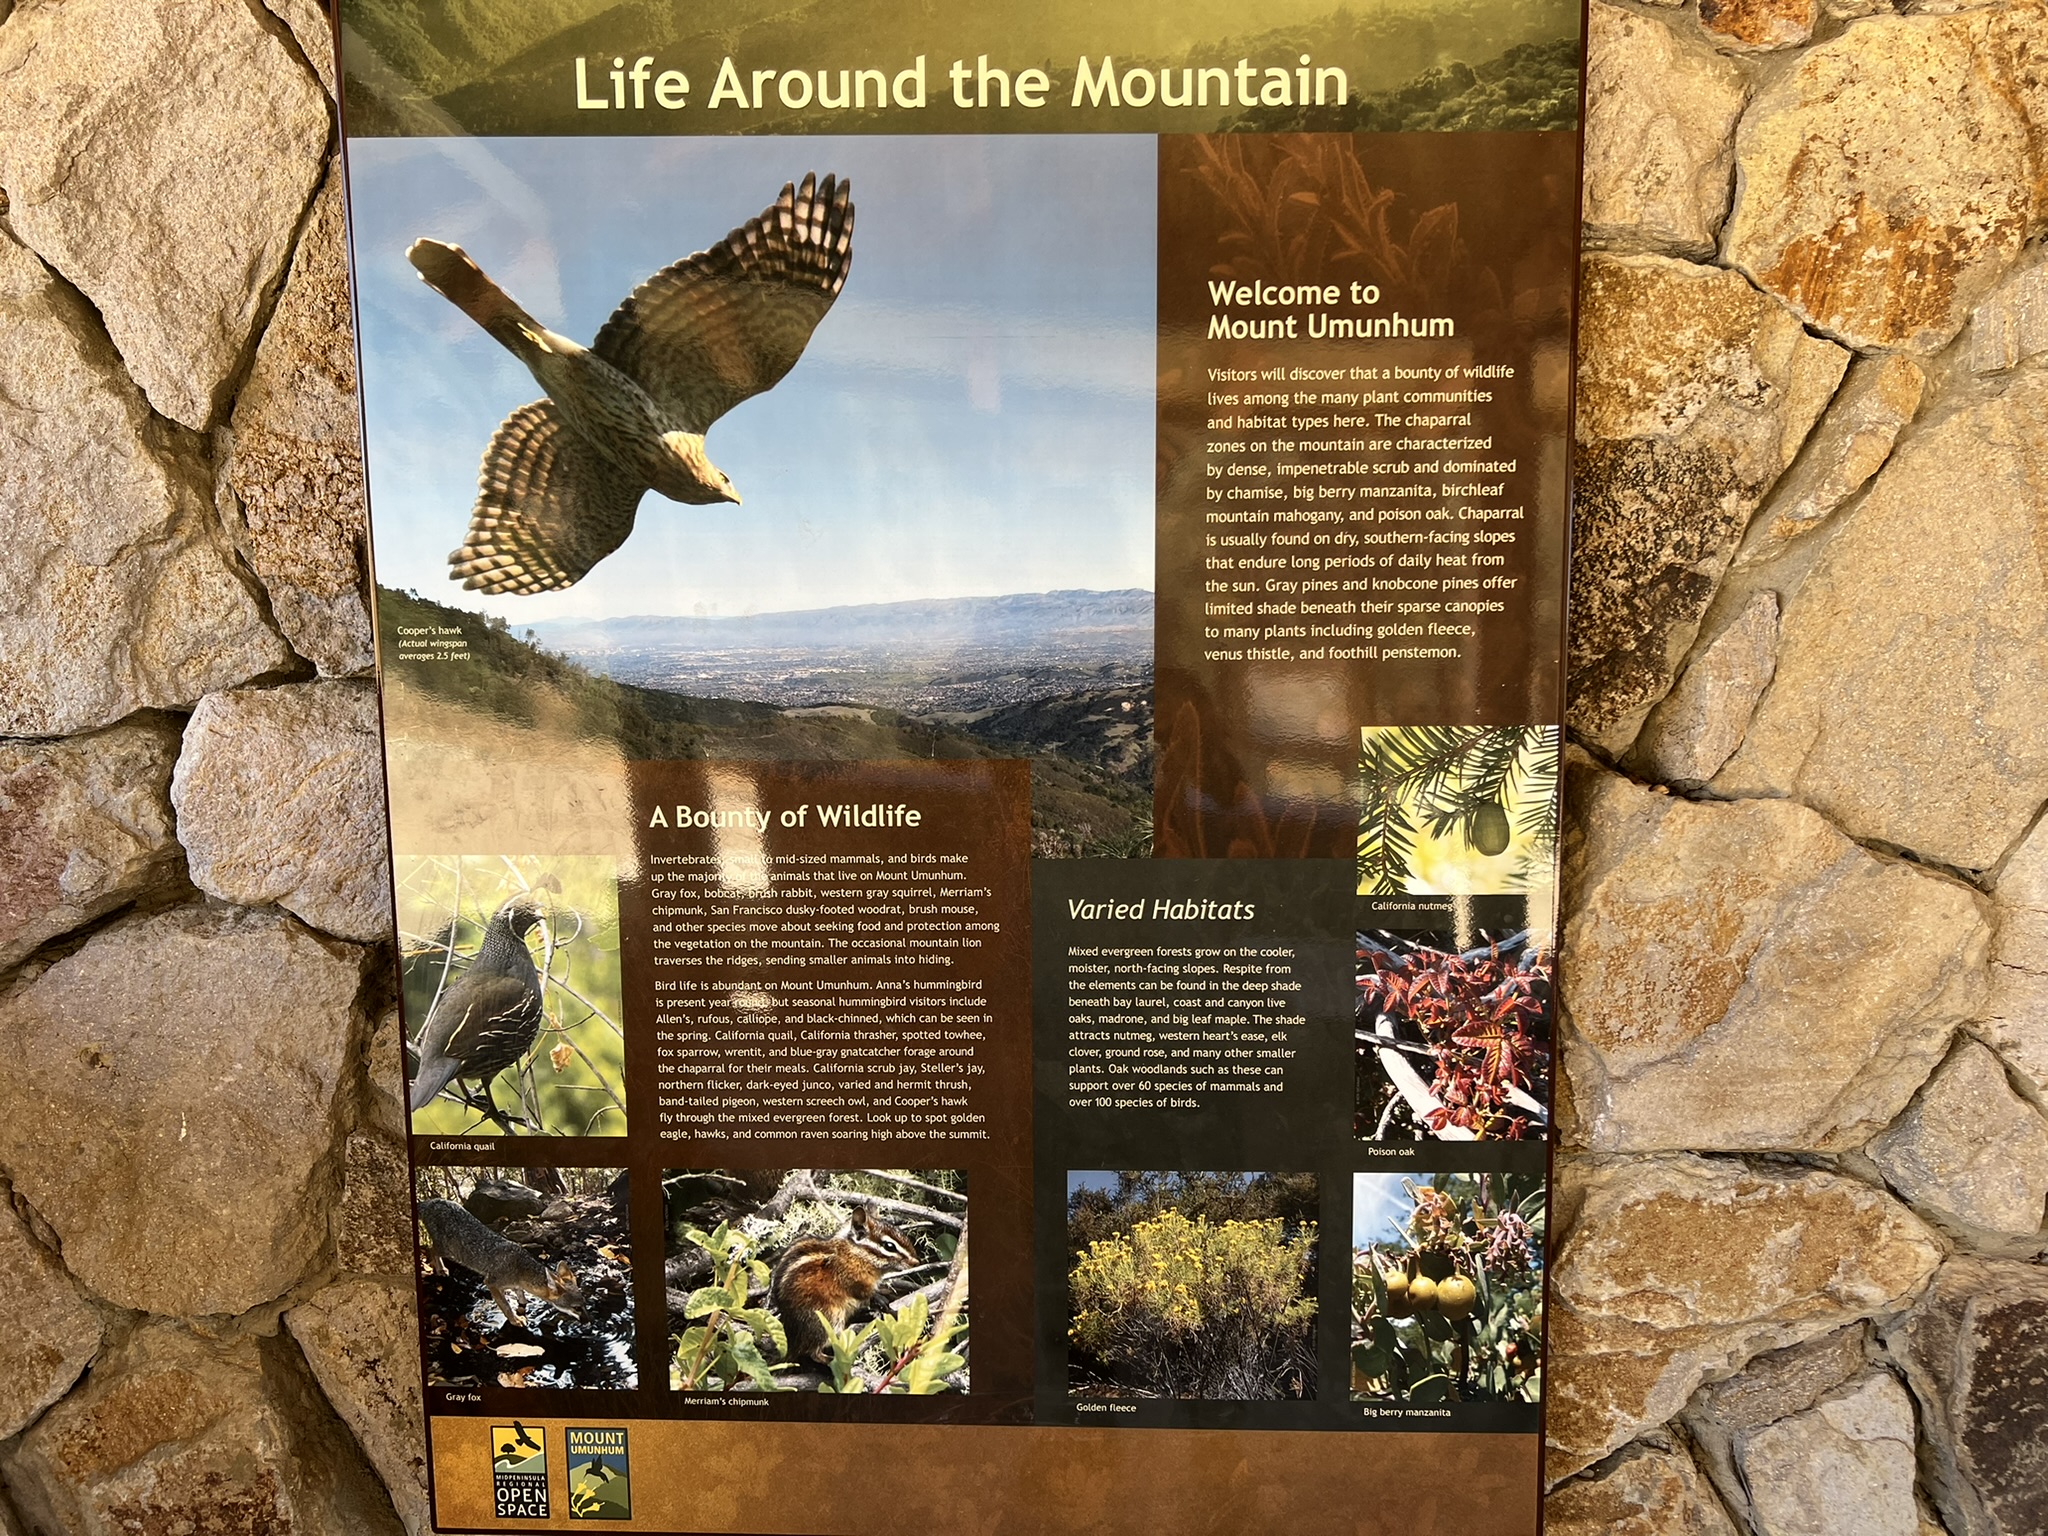 Life Around the Mountain
Welcome to
Mount Umunhum
Visitors will discover that a bounty of wildlife
lives among the many plant communities
and habitat types here. The chaparral
zones on the mountain are characterized
by dense, impenetrable scrub and dominated
by chamise, big berry manzanita, birchleaf
mountain mahogany, and poison oak. Chaparral
is usually found on dry, southern-facing slopes
that endure long periods of daily heat from
the sun. Gray pines and knobcone pines offer
limited shade beneath their sparse canopies
to many plants including golden fleece,
venus thistle, and foothill penstemon.
Cooper's hawk
(Actual wingspan
averages 2.5 feet)
A Bounty of Wildlife
Invertebrates, small to mid-sized mammals, and birds make
up the majority of the animals that live on Mount Umunhum.
Gray fox, bobcat, brush rabbit, western gray squirrel, Merriam's
chipmunk, San Francisco dusky-footed woodrat, brush mouse,
and other species move about seeking food and protection among
the vegetation on the mountain. The occasional mountain lion
traverses the ridges, sending smaller animals into hiding.
Bird life is abundant on Mount Umunhum. Anna's hummingbird
is present year round, but seasonal hummingbird visitors include
Allen's, rufous, calliope, and black-chinned, which can be seen in
the spring. California quail, California thrasher, spotted towhee,
fox sparrow, wrentit, and blue-gray gnatcatcher forage around
the chaparral for their meals. California scrub jay, Steller's jay,
northern flicker, dark-eyed junco, varied and hermit thrush,
band-tailed pigeon, western screech owl, and Cooper's hawk
fly through the mixed evergreen forest. Look up to spot golden
eagle, hawks, and common raven soaring high above the summit.
Varied Habitats
Mixed evergreen forests grow on the cooler,
moister, north-facing slopes. Respite from
the elements can be found in the deep shade
beneath bay laurel, coast and canyon live
oaks, madrone, and big leaf maple. The shade
attracts nutmeg, western heart's ease, elk
clover, ground rose, and many other smaller
plants. Oak woodlands such as these can
support over 60 species of mammals and
over 100 species of birds.
California nutmeg
Poison oak
California quail
Gray fox
Merriam's chipmunk
Golden fleece
Big berry manzanita
MIDPENINSULA
REGIONAL
OPEN
SPACE
MOUNT
UMUNHUM